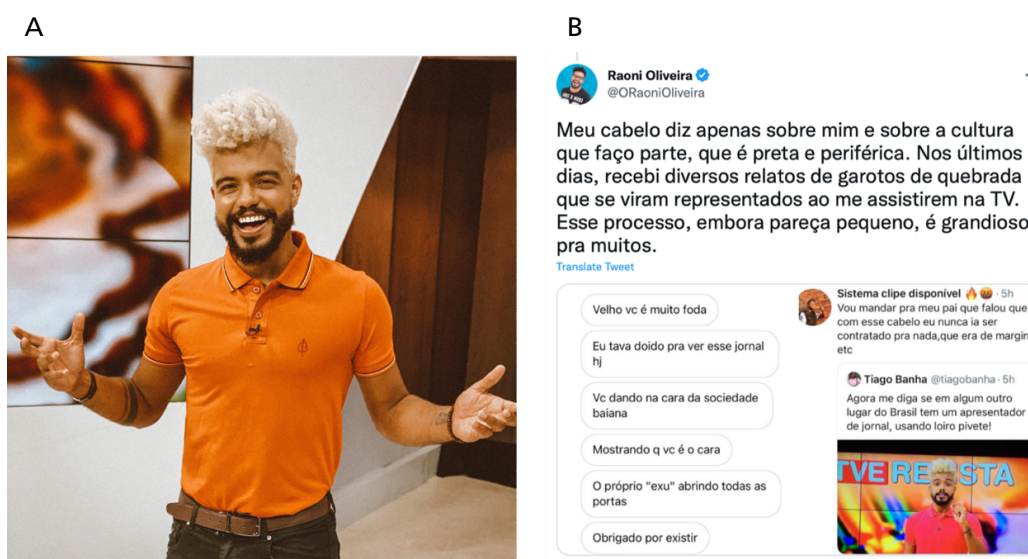 A
B
Raoni Oliveira
@ORaoniOliveira
Meu cabelo diz apenas sobre mim e sobre a cultura
que faço parte, que é preta e periférica. Nos últimos
dias, recebi diversos relatos de garotos de quebrada
que se viram representados ao me assistirem na TV.
Esse processo, embora pareça pequeno, é grandioso
pra muitos.
Translate Tweet
Velho vc é muito foda
Eu tava doido pra ver esse jornal
hj
Vc dando na cara da sociedade
baiana
Mostrando q vc é o cara
O próprio "exu" abrindo todas as
portas
Obrigado por existir
Sistema clipe disponível 🔥🤬 · 5h
Vou mandar pra meu pai que falou que
com esse cabelo eu nunca ia ser
contratado pra nada,que era de margin
etc
Tiago Banha @tiagobanha · 5h
Agora me diga se em algum outro
lugar do Brasil tem um apresentador
de jornal, usando loiro pivete!
TVE RE STA